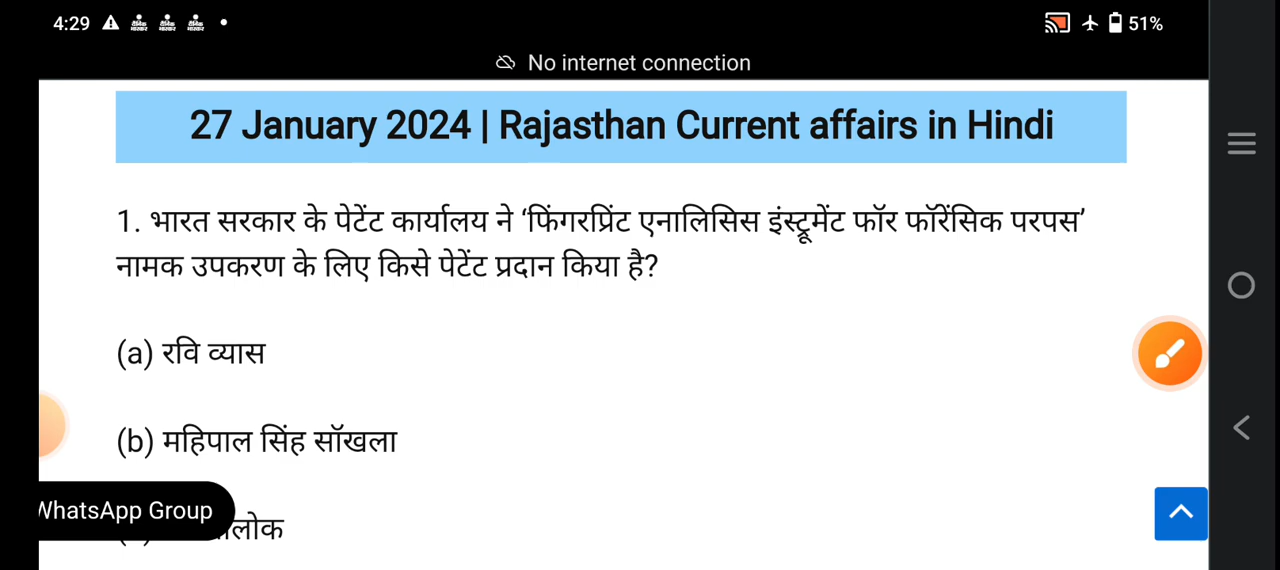 4:29
51%
No internet connection
27 January 2024 | Rajasthan Current affairs in Hindi
1. भारत सरकार के पेटेंट कार्यालय ने ‘फिंगरप्रिंट एनालिसिस इंस्ट्रूमेंट फॉर फॉरेंसिक परपस’
नामक उपकरण के लिए किसे पेटेंट प्रदान किया है?
(a) रवि व्यास
(b) महिपाल सिंह सॉखला
WhatsApp Group